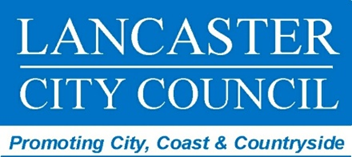 LANCASTER
CITY COUNCIL
Promoting City, Coast & Countryside